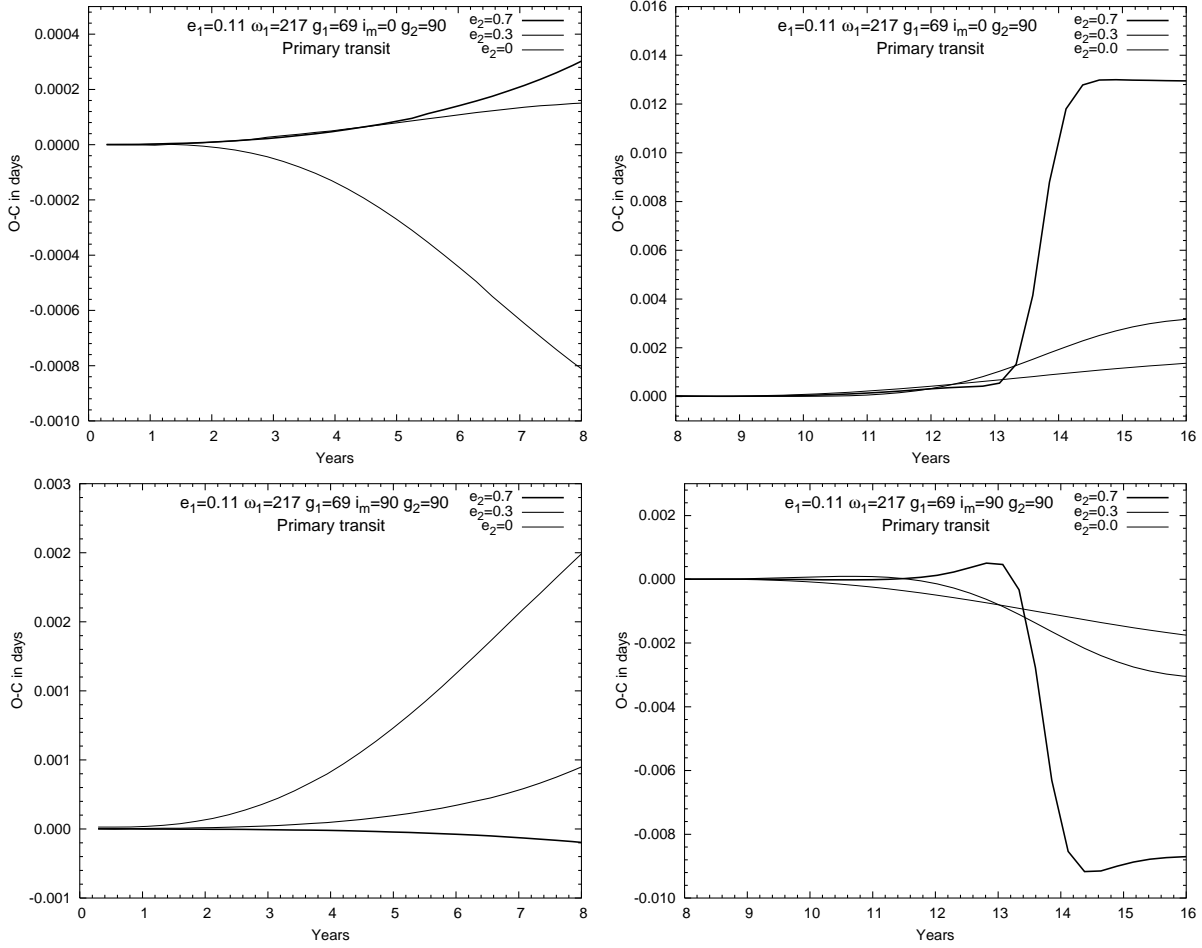 e1=0.11 ω1=217 g1=69 im=0 g2=90
Primary transit
e2=0.7
e2=0.3
e2=0
0.0004
0.0002
0.0000
-0.0002
-0.0004
-0.0006
-0.0008
-0.0010
O-C in days
0 1 2 3 4 5 6 7 8
Years
e1=0.11 ω1=217 g1=69 im=0 g2=90
Primary transit
e2=0.7
e2=0.3
e2=0.0
0.016
0.014
0.012
0.010
0.008
0.006
0.004
0.002
0.000
O-C in days
8 9 10 11 12 13 14 15 16
Years
e1=0.11 ω1=217 g1=69 im=90 g2=90
Primary transit
e2=0.7
e2=0.3
e2=0
0.003
0.002
0.002
0.001
0.001
0.000
-0.001
O-C in days
0 1 2 3 4 5 6 7 8
Years
e1=0.11 ω1=217 g1=69 im=90 g2=90
Primary transit
e2=0.7
e2=0.3
e2=0.0
0.002
0.000
-0.002
-0.004
-0.006
-0.008
-0.010
O-C in days
8 9 10 11 12 13 14 15 16
Years